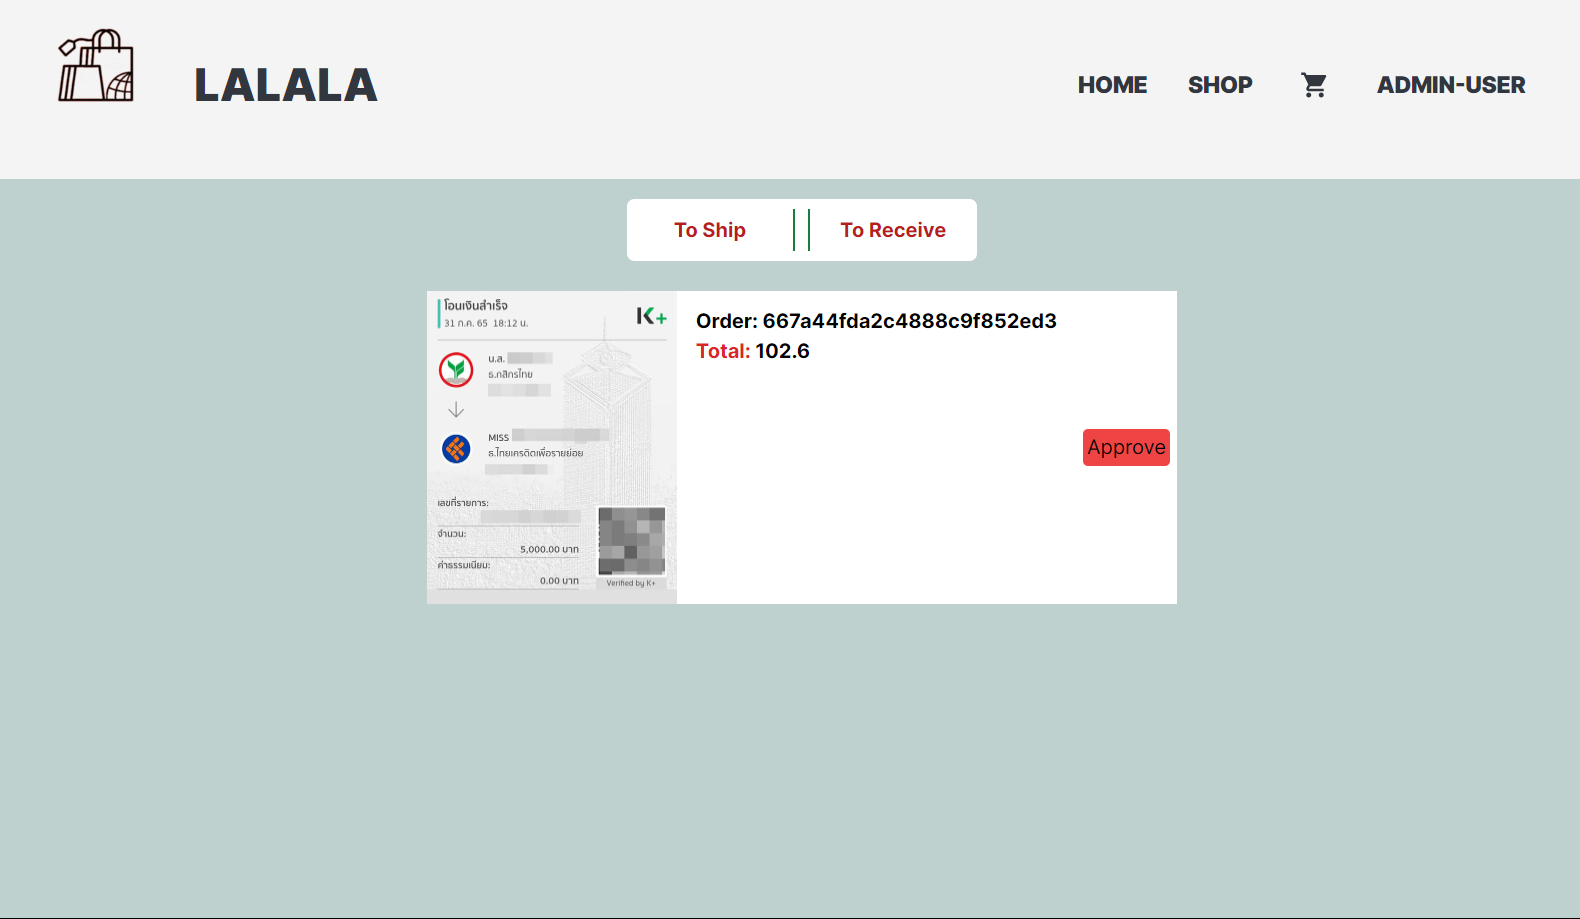 LALALA
HOME SHOP ADMIN-USER
To Ship To Receive
โอนเงินสำเร็จ
31 ก.ค. 65 18:12 น.
K+
น.ส.
ธ.กสิกรไทย
MISS
ธ.ไทยเครดิตเพื่อรายย่อย
เลขที่รายการ:
จำนวน:
5,000.00 บาท
ค่าธรรมเนียม:
0.00 บาท
Verified by K+
Order: 667a44fda2c4888c9f852ed3
Total: 102.6
Approve